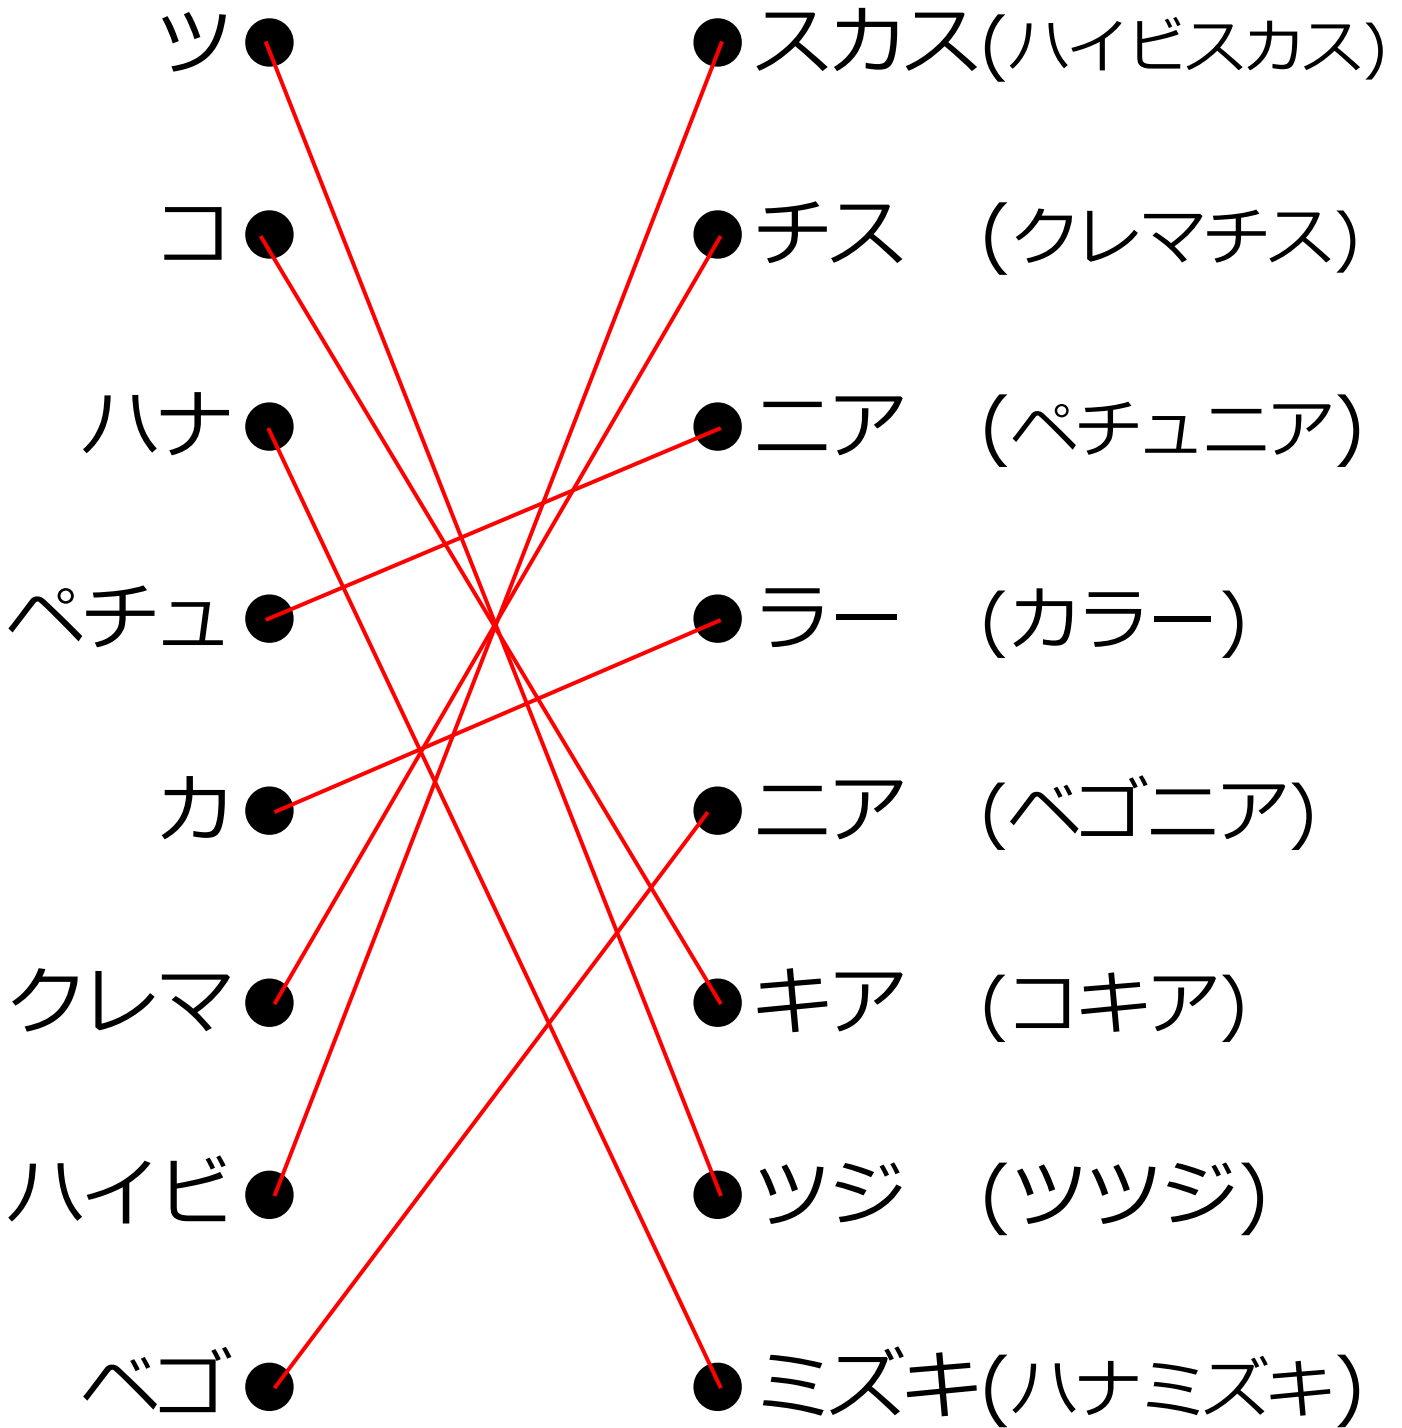 ツ スカス(ハイビスカス)
コ チス (クレマチス)
ハナ ニア (ペチュニア)
ペチュ ラー (カラー)
カ ニア (ベゴニア)
クレマ キア (コキア)
ハイビ ツジ (ツツジ)
ベゴ ミズキ(ハナミズキ)